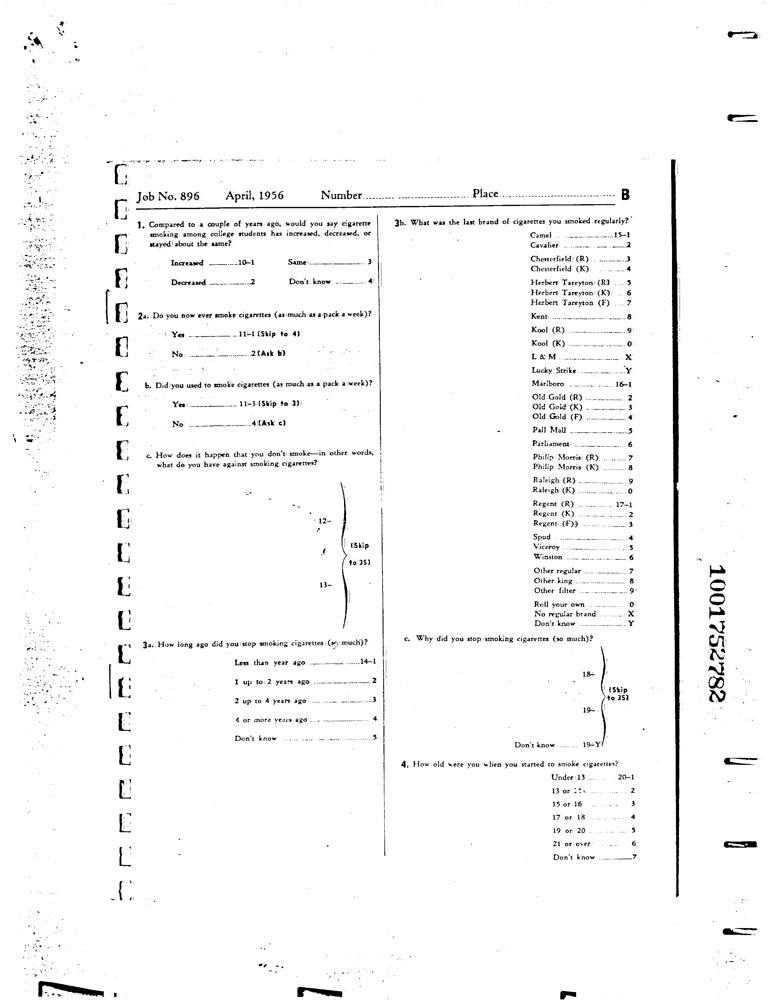 Job No. 896 April, 1956 Number Place B
1. Compared to a couple of years ago, would you say cigarette
smoking among college students has increased, decreased, or
stayed about the same?
Increased 10-1 Same 3
Decreased 2 Don't know 4
2a. Do you now ever smoke cigarettes (as much as a pack a week)?
Yes 11-1 (Skip to 4)
No 2 (Ask b)
b. Did you used to smoke cigarettes (as much as a pack a week)?
Yes 11-3 (Skip to 3)
No 4 (Ask c)
c. How does it happen that you don't smoke—in other words,
what do you have against smoking cigarettes?
12-
(Skip
to 35)
13-
3a. How long ago did you stop smoking cigarettes (so much)?
Less than year ago 14-1
1 up to 2 years ago 2
2 up to 4 years ago 3
4 or more years ago 4
Don't know 5
3b. What was the last brand of cigarettes you smoked regularly?
Camel 15-1
Cavalier 2
Chesterfield (R) 3
Chesterfield (K) 4
Herbert Tareyton (R) 5
Herbert Tareyton (K) 6
Herbert Tareyton (F) 7
Kent 8
Kool (R) 9
Kool (K) 0
L & M X
Lucky Strike Y
Marlboro 16-1
Old Gold (R) 2
Old Gold (K) 3
Old Gold (F) 4
Pall Mall 5
Parliament 6
Philip Morris (R) 7
Philip Morris (K) 8
Raleigh (R) 9
Raleigh (K) 0
Regent (R) 17-1
Regent (K) 2
Regent (F)) 3
Spud 4
Viceroy 5
Winston 6
Other regular 7
Other king 8
Other filter 9
Roll your own 0
No regular brand X
Don't know Y
c. Why did you stop smoking cigarettes (so much)?
18-
(Skip
to 35)
19-
Don't know 19-Y
4. How old were you when you started to smoke cigarettes?
Under 13 20-1
13 or 2
15 or 16 3
17 or 18 4
19 or 20 5
21 or over 6
Don't know 7
1001752782